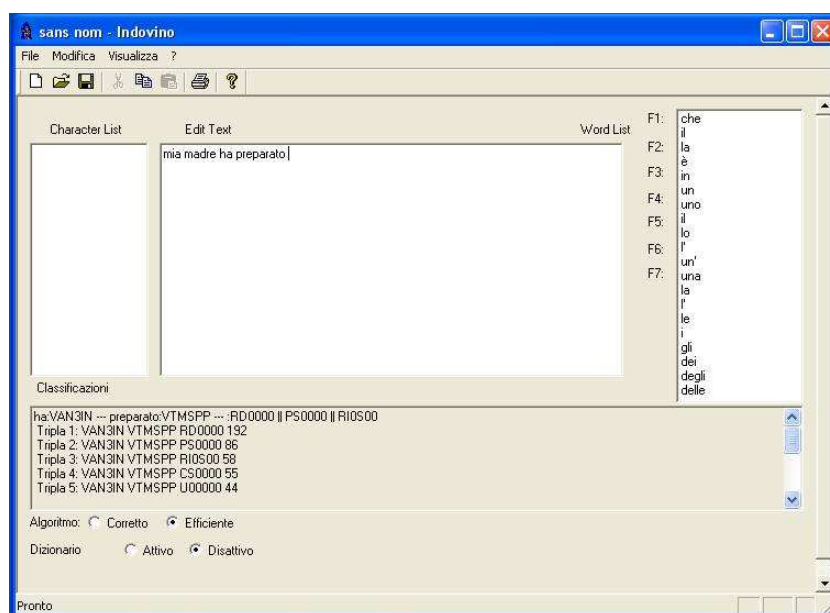 sans nom - Indovino
File Modifica Visualizza ?
Character List Edit Text Word List
mia madre ha preparato
F1:
F2:
F3:
F4:
F5:
F6:
F7:
che
il
la
è
in
un
uno
il
lo
l'
un'
una
la
l'
le
i
gli
dei
degli
delle
Classificazioni
ha:VAN3IN --- preparato:VTMSPP --- :RD0000 || PS0000 || RI0S00
Tripla 1: VAN3IN VTMSPP RD0000 192
Tripla 2: VAN3IN VTMSPP PS0000 86
Tripla 3: VAN3IN VTMSPP RI0S00 58
Tripla 4: VAN3IN VTMSPP CS0000 55
Tripla 5: VAN3IN VTMSPP U00000 44
Algoritmo: Corretto Efficiente
Dizionario Attivo Disattivo
Pronto